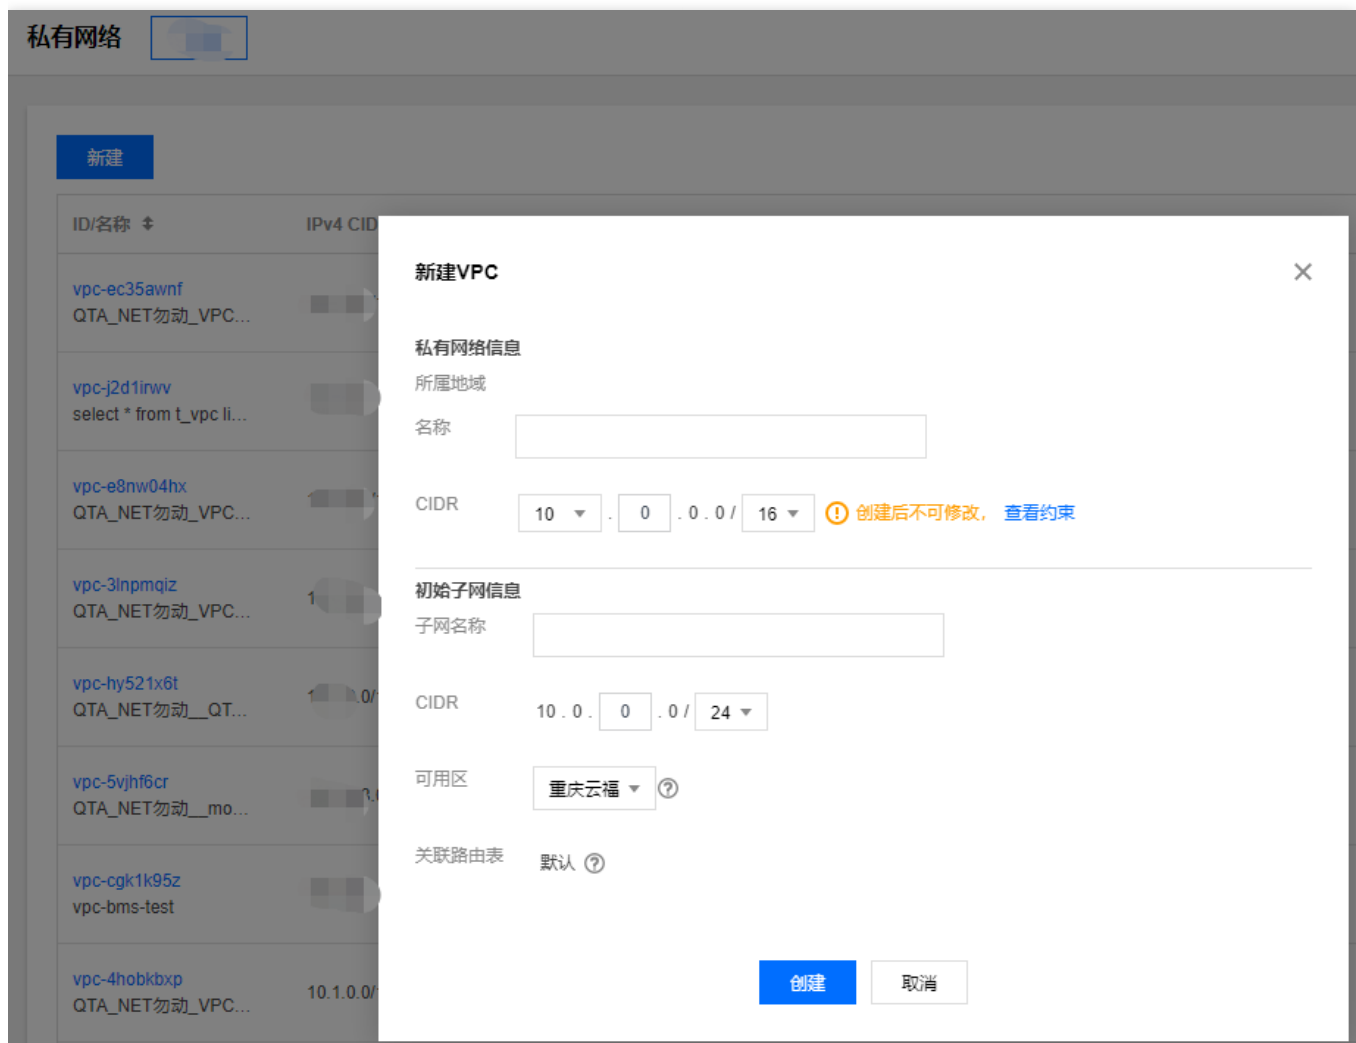 私有网络
新建
ID/名称 IPv4 CID
新建VPC
vpc-ec35awnf
QTA_NET勿动_VPC...
私有网络信息
所属地域
vpc-j2d1irwv
select * from t_vpc li...
名称
vpc-e8nw04hx
QTA_NET勿动_VPC...
CIDR 10 . 0 . 0 . 0 / 16 创建后不可修改, 查看约束
vpc-3lnpmqiz
QTA_NET勿动_VPC...
初始子网信息
子网名称
vpc-hy521x6t
QTA_NET勿动__QT...
CIDR 10 . 0 . 0 . 0 / 24
vpc-5vjhf6cr
QTA_NET勿动__mo...
可用区 重庆云福
关联路由表 默认
vpc-cgk1k95z
vpc-bms-test
vpc-4hobkbxp
QTA_NET勿动_VPC...
10.1.0.0/
创建 取消